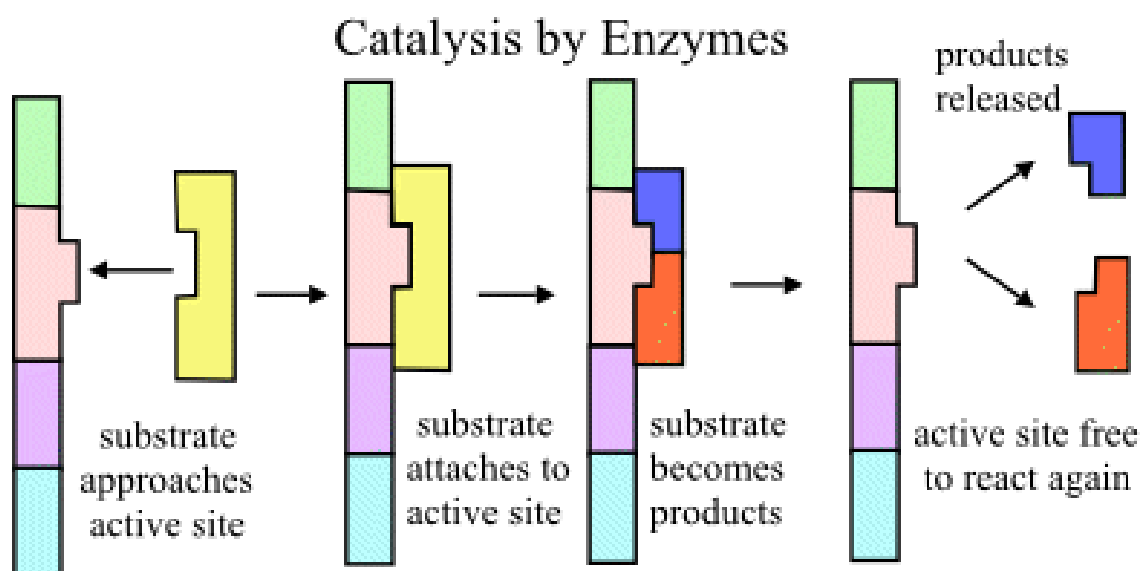 Catalysis by Enzymes
products
released
substrate
approaches
active site
substrate
attaches to
active site
substrate
becomes
products
active site free
to react again